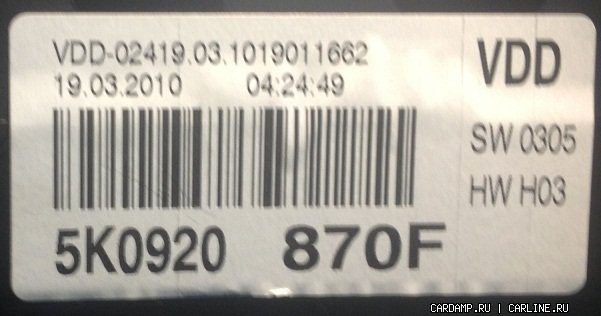 VDD-02419.03.1019011662
19.03.2010 04:24:49
VDD
SW 0305
HW H03
5K0920 870F
CARDAMP.RU | CARLINE.RU